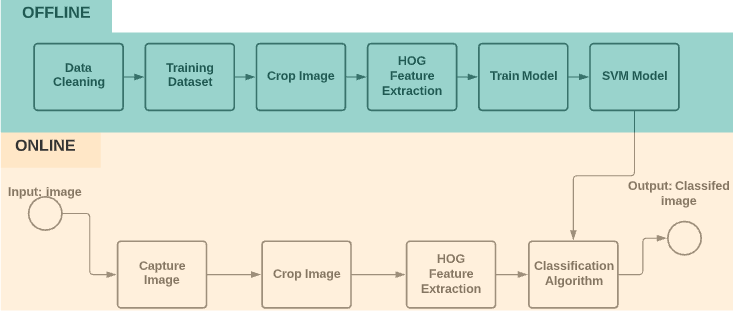 OFFLINE
Data
Cleaning
Training
Dataset
Crop Image
HOG
Feature
Extraction
Train Model
SVM Model
ONLINE
Input: image
Capture
Image
Crop Image
HOG
Feature
Extraction
Classification
Algorithm
Output: Classifed
image